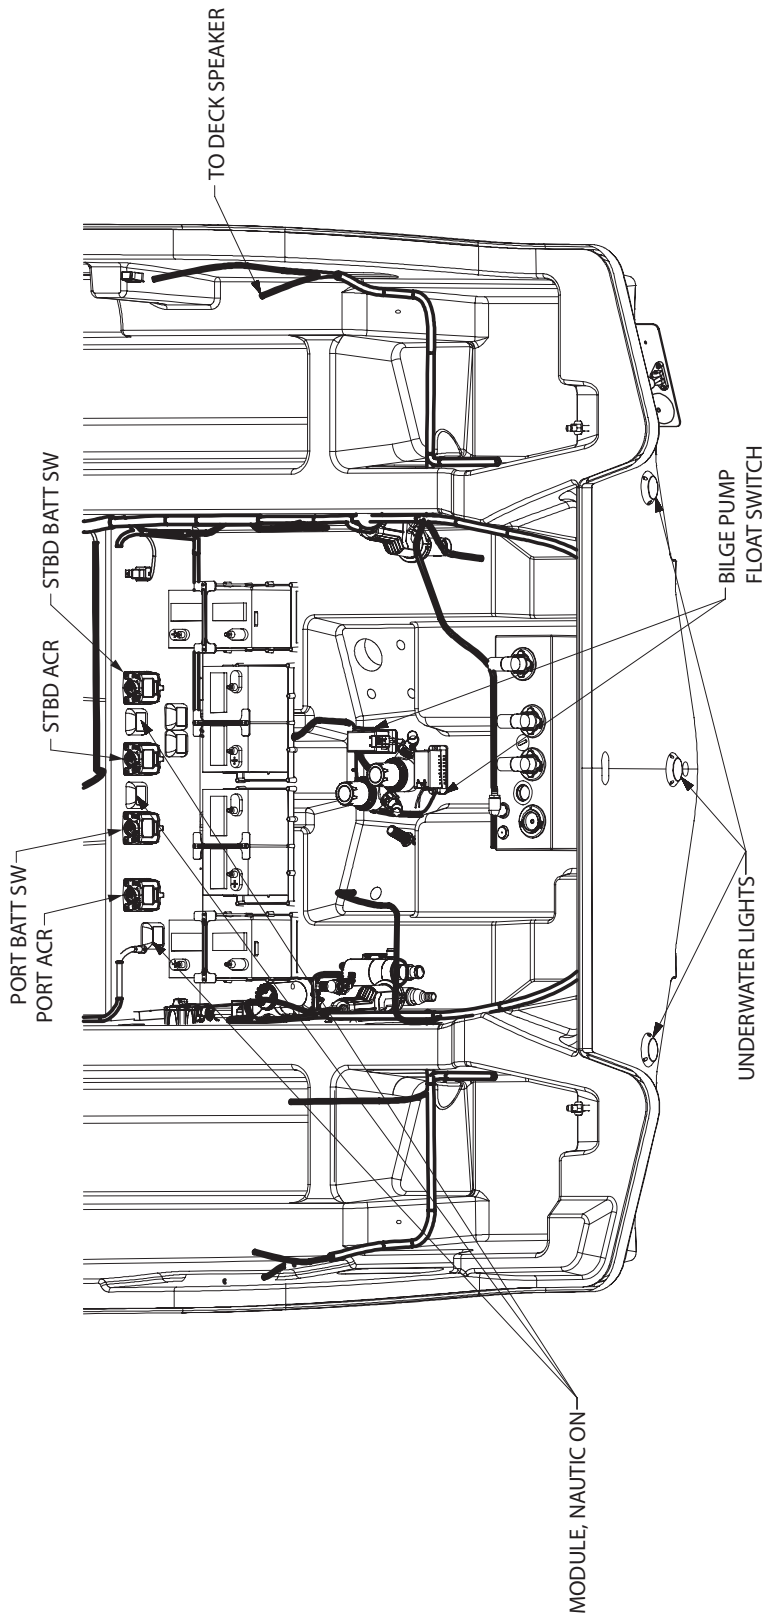 TO DECK SPEAKER
STBD BATT SW
STBD ACR
PORT BATT SW
PORT ACR
BILGE PUMP
FLOAT SWITCH
UNDERWATER LIGHTS
MODULE, NAUTIC ON